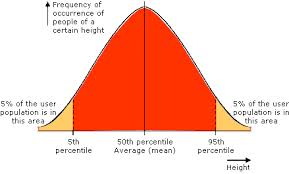 Frequency of
occurrence of
people of a
certain height
5% of the user
population is in
this area
5% of the user
population is in
this area
5th
percentile
50th percentile
Average (mean)
95th
percentile
Height